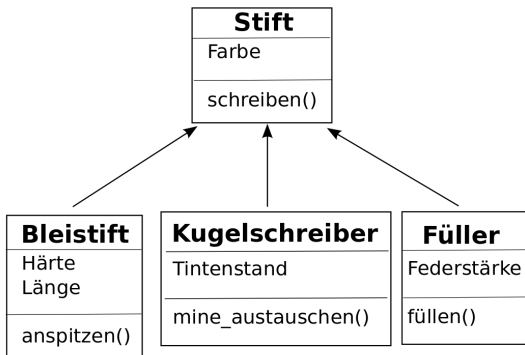 Stift
Farbe
schreiben()
Bleistift
Härte
Länge
anspitzen()
Kugelschreiber
Tintenstand
mine_austauschen()
Füller
Federstärke
füllen()